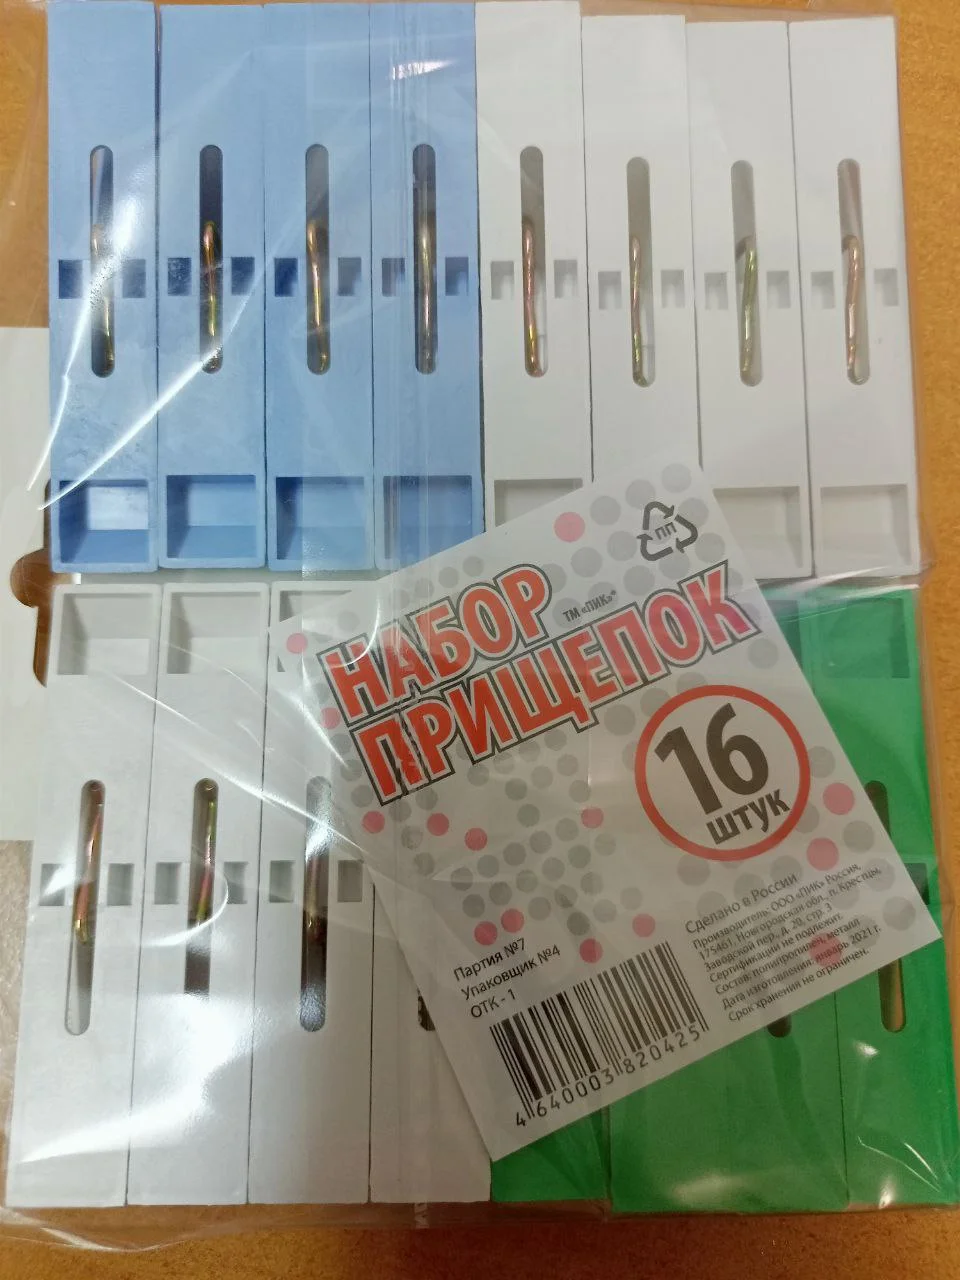 ПП
НАБОР
ТМ «ПИК»®
ПРИЩЕПОК
16
ШТУК
Партия №7
Упаковщик №4
ОТК - 1
4 640003 820425
Сделано в России
Производитель: ООО «ПИК» Россия,
175461, Новгородская обл., п. Крестцы,
Заводской пер., д. 20, стр. 3
Сертификации не подлежит.
Состав: полипропилен, металл
Дата изготовления: январь 2021 г.
Срок хранения не ограничен.